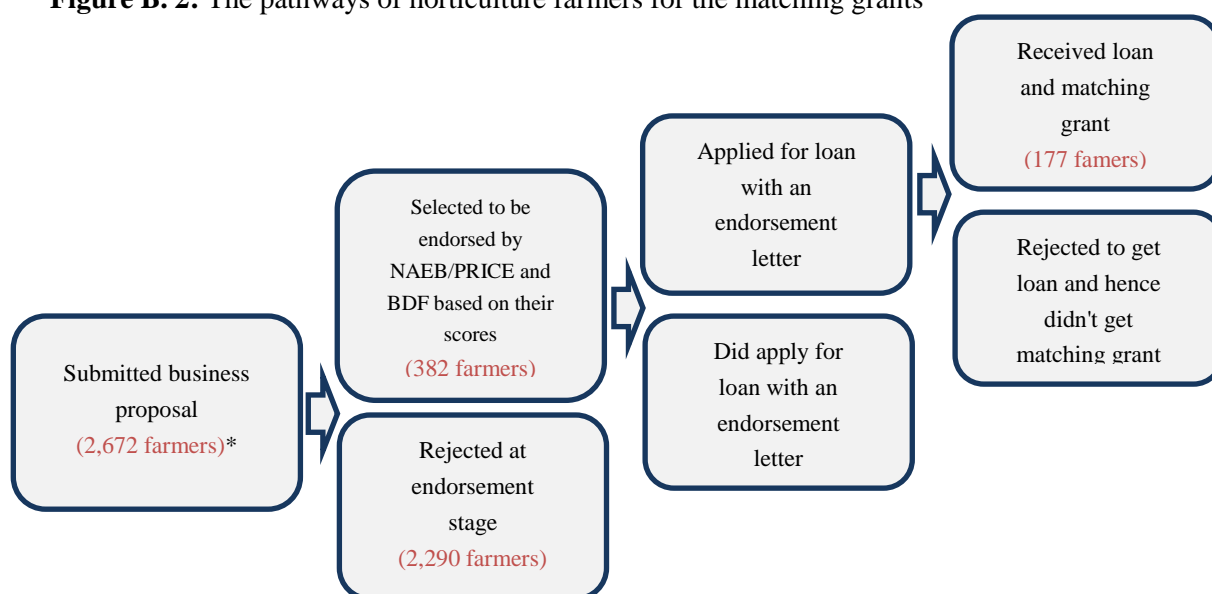 Figure B. 2: The pathways of horticulture farmers for the matching grants
Submitted business
proposal
(2,672 farmers)*
Selected to be
endorsed by
NAEB/PRICE and
BDF based on their
scores
(382 farmers)
Rejected at
endorsement
stage
(2,290 farmers)
Applied for loan
with an
endorsement
letter
Did apply for
loan with an
endorsement
letter
Received loan
and matching
grant
(177 famers)
Rejected to get
loan and hence
didn't get
matching grant